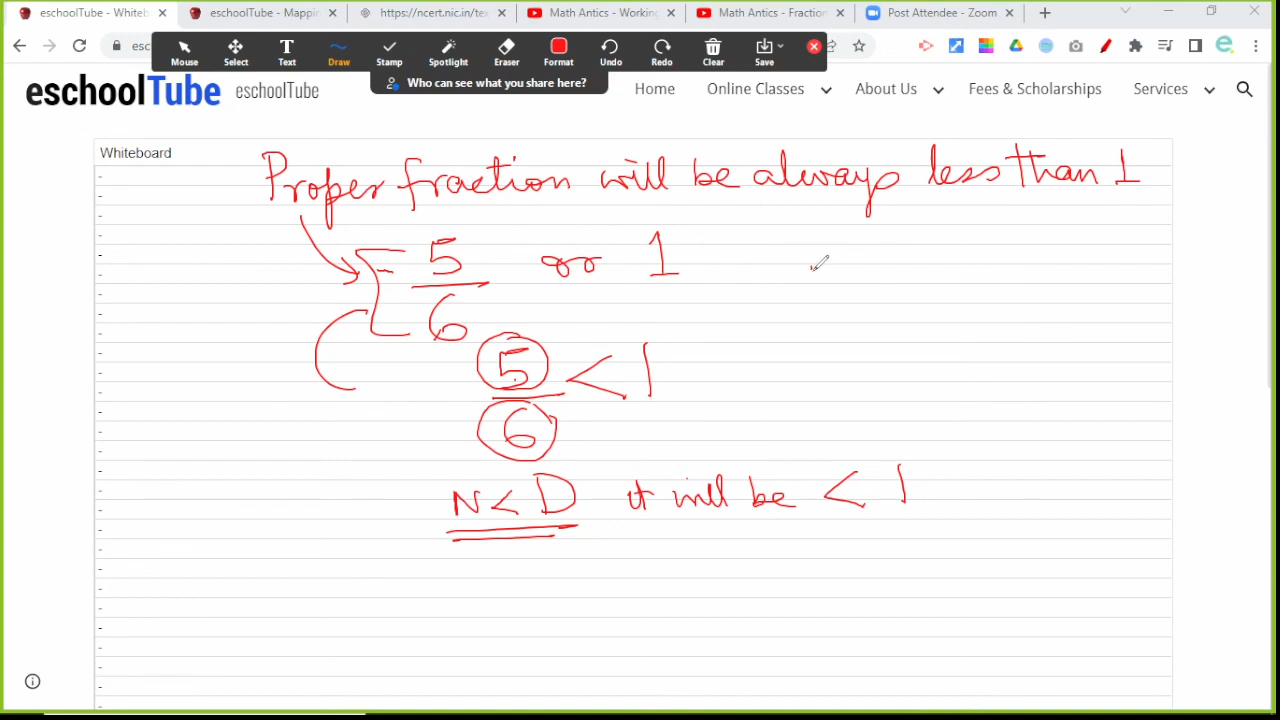 eschoolTube - Whiteb
eschoolTube - Mappin
https://ncert.nic.in/te
Math Antics - Working
Math Antics - Fraction
Post Attendee - Zoom
esc
Mouse Select Text Draw Stamp Spotlight Eraser Format Undo Redo Clear Save
Who can see what you share here?
eschoolTube eschoolTube Home Online Classes About Us Fees & Scholarships Services
Whiteboard
Proper fraction will be always less than 1
= 5/6 or 1
5/6 < 1
N < D it will be < 1